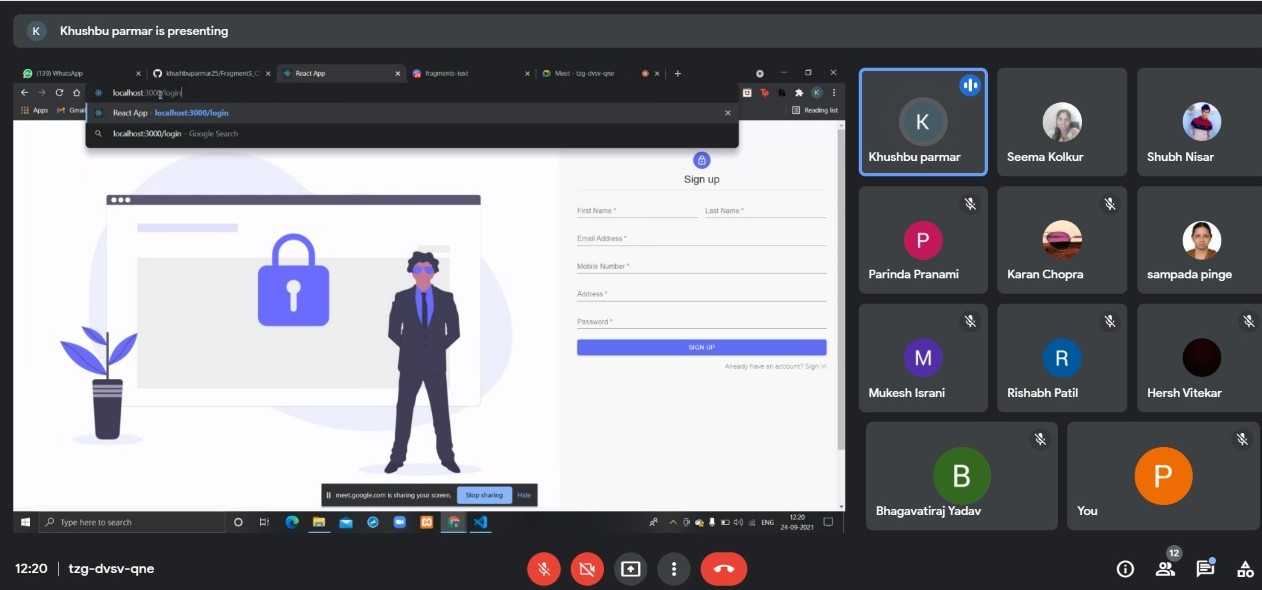 K Khushbu parmar is presenting
(139) WhatsApp
khushbuparmar25/Fragment$_C
React App
fragments-text
Meet - tzg-dvsv-qne
localhost:3000/login
Apps
Gmail
Reading list
React App - localhost:3000/login
localhost:3000/login - Google Search
Sign up
First Name *
Last Name *
Email Address *
Mobile Number *
Address *
Password *
SIGN UP
Already have an account? Sign in
meet.google.com is sharing your screen.
Stop sharing
Hide
Type here to search
ENG
12:20
24-09-2021
K
Khushbu parmar
Seema Kolkur
Shubh Nisar
P
Parinda Pranami
Karan Chopra
sampada pinge
M
Mukesh Israni
R
Rishabh Patil
Hersh Vitekar
B
Bhagavatiraj Yadav
P
You
12:20 | tzg-dvsv-qne
12